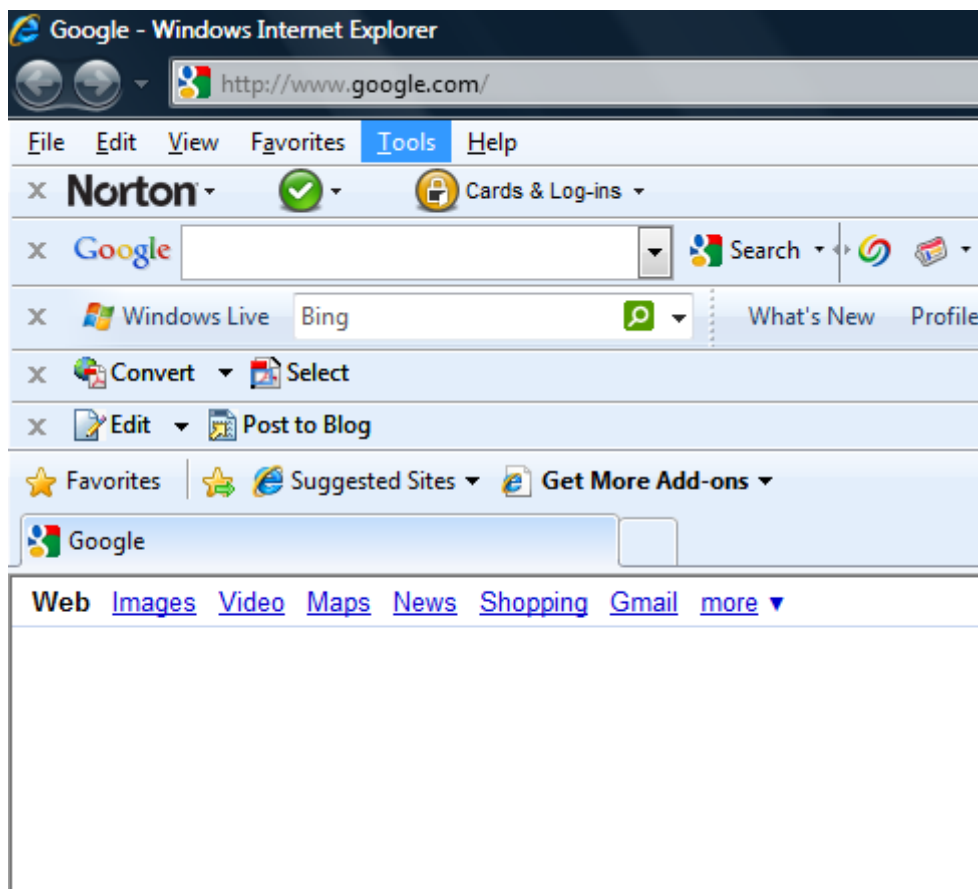 Google - Windows Internet Explorer
http://www.google.com/
File Edit View Favorites Tools Help
x Norton Cards & Log-ins
x Google Search
x Windows Live Bing What's New Profile
x Convert Select
x Edit Post to Blog
Favorites Suggested Sites Get More Add-ons
Google
Web Images Video Maps News Shopping Gmail more